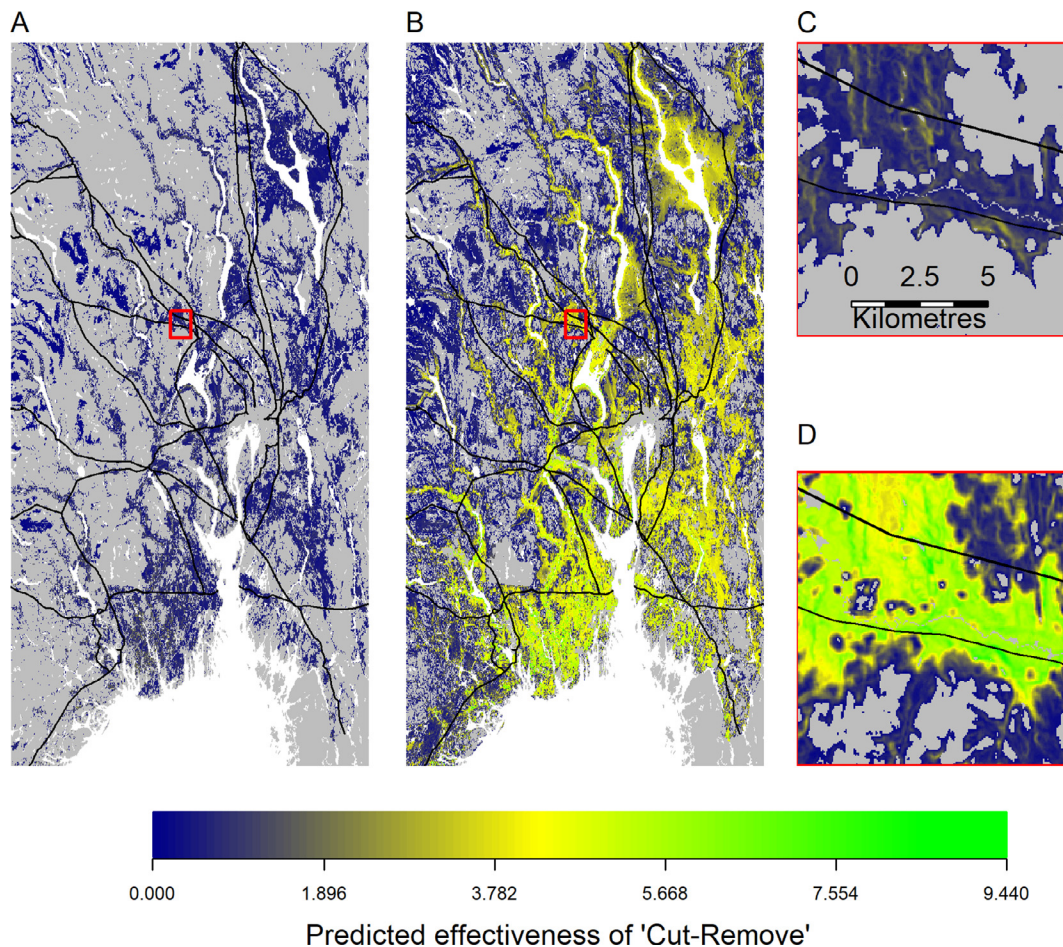 A
B
C
0 2.5 5
Kilometres
D
0.000 1.896 3.782 5.668 7.554 9.440
Predicted effectiveness of 'Cut-Remove'